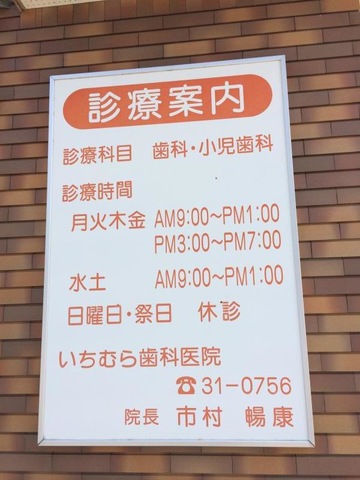 診療案内
診療科目 歯科・小児歯科
診療時間
月火木金 AM9:00～PM1:00
PM3:00～PM7:00
水土 AM9:00～PM1:00
日曜日・祭日 休診
いちむら歯科医院
☎31-0756
院長 市村 暢康